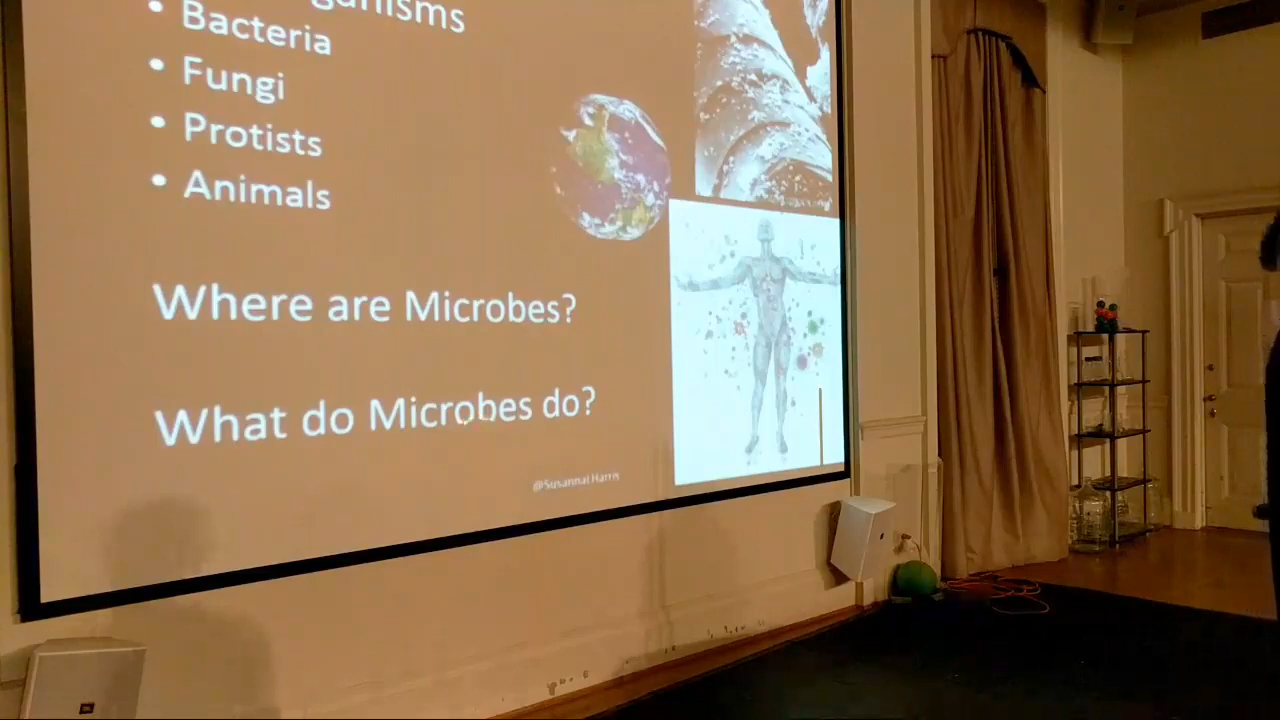 • Bacteria
• Fungi
• Protists
• Animals
Where are Microbes?
What do Microbes do?
@SusannaLHarris